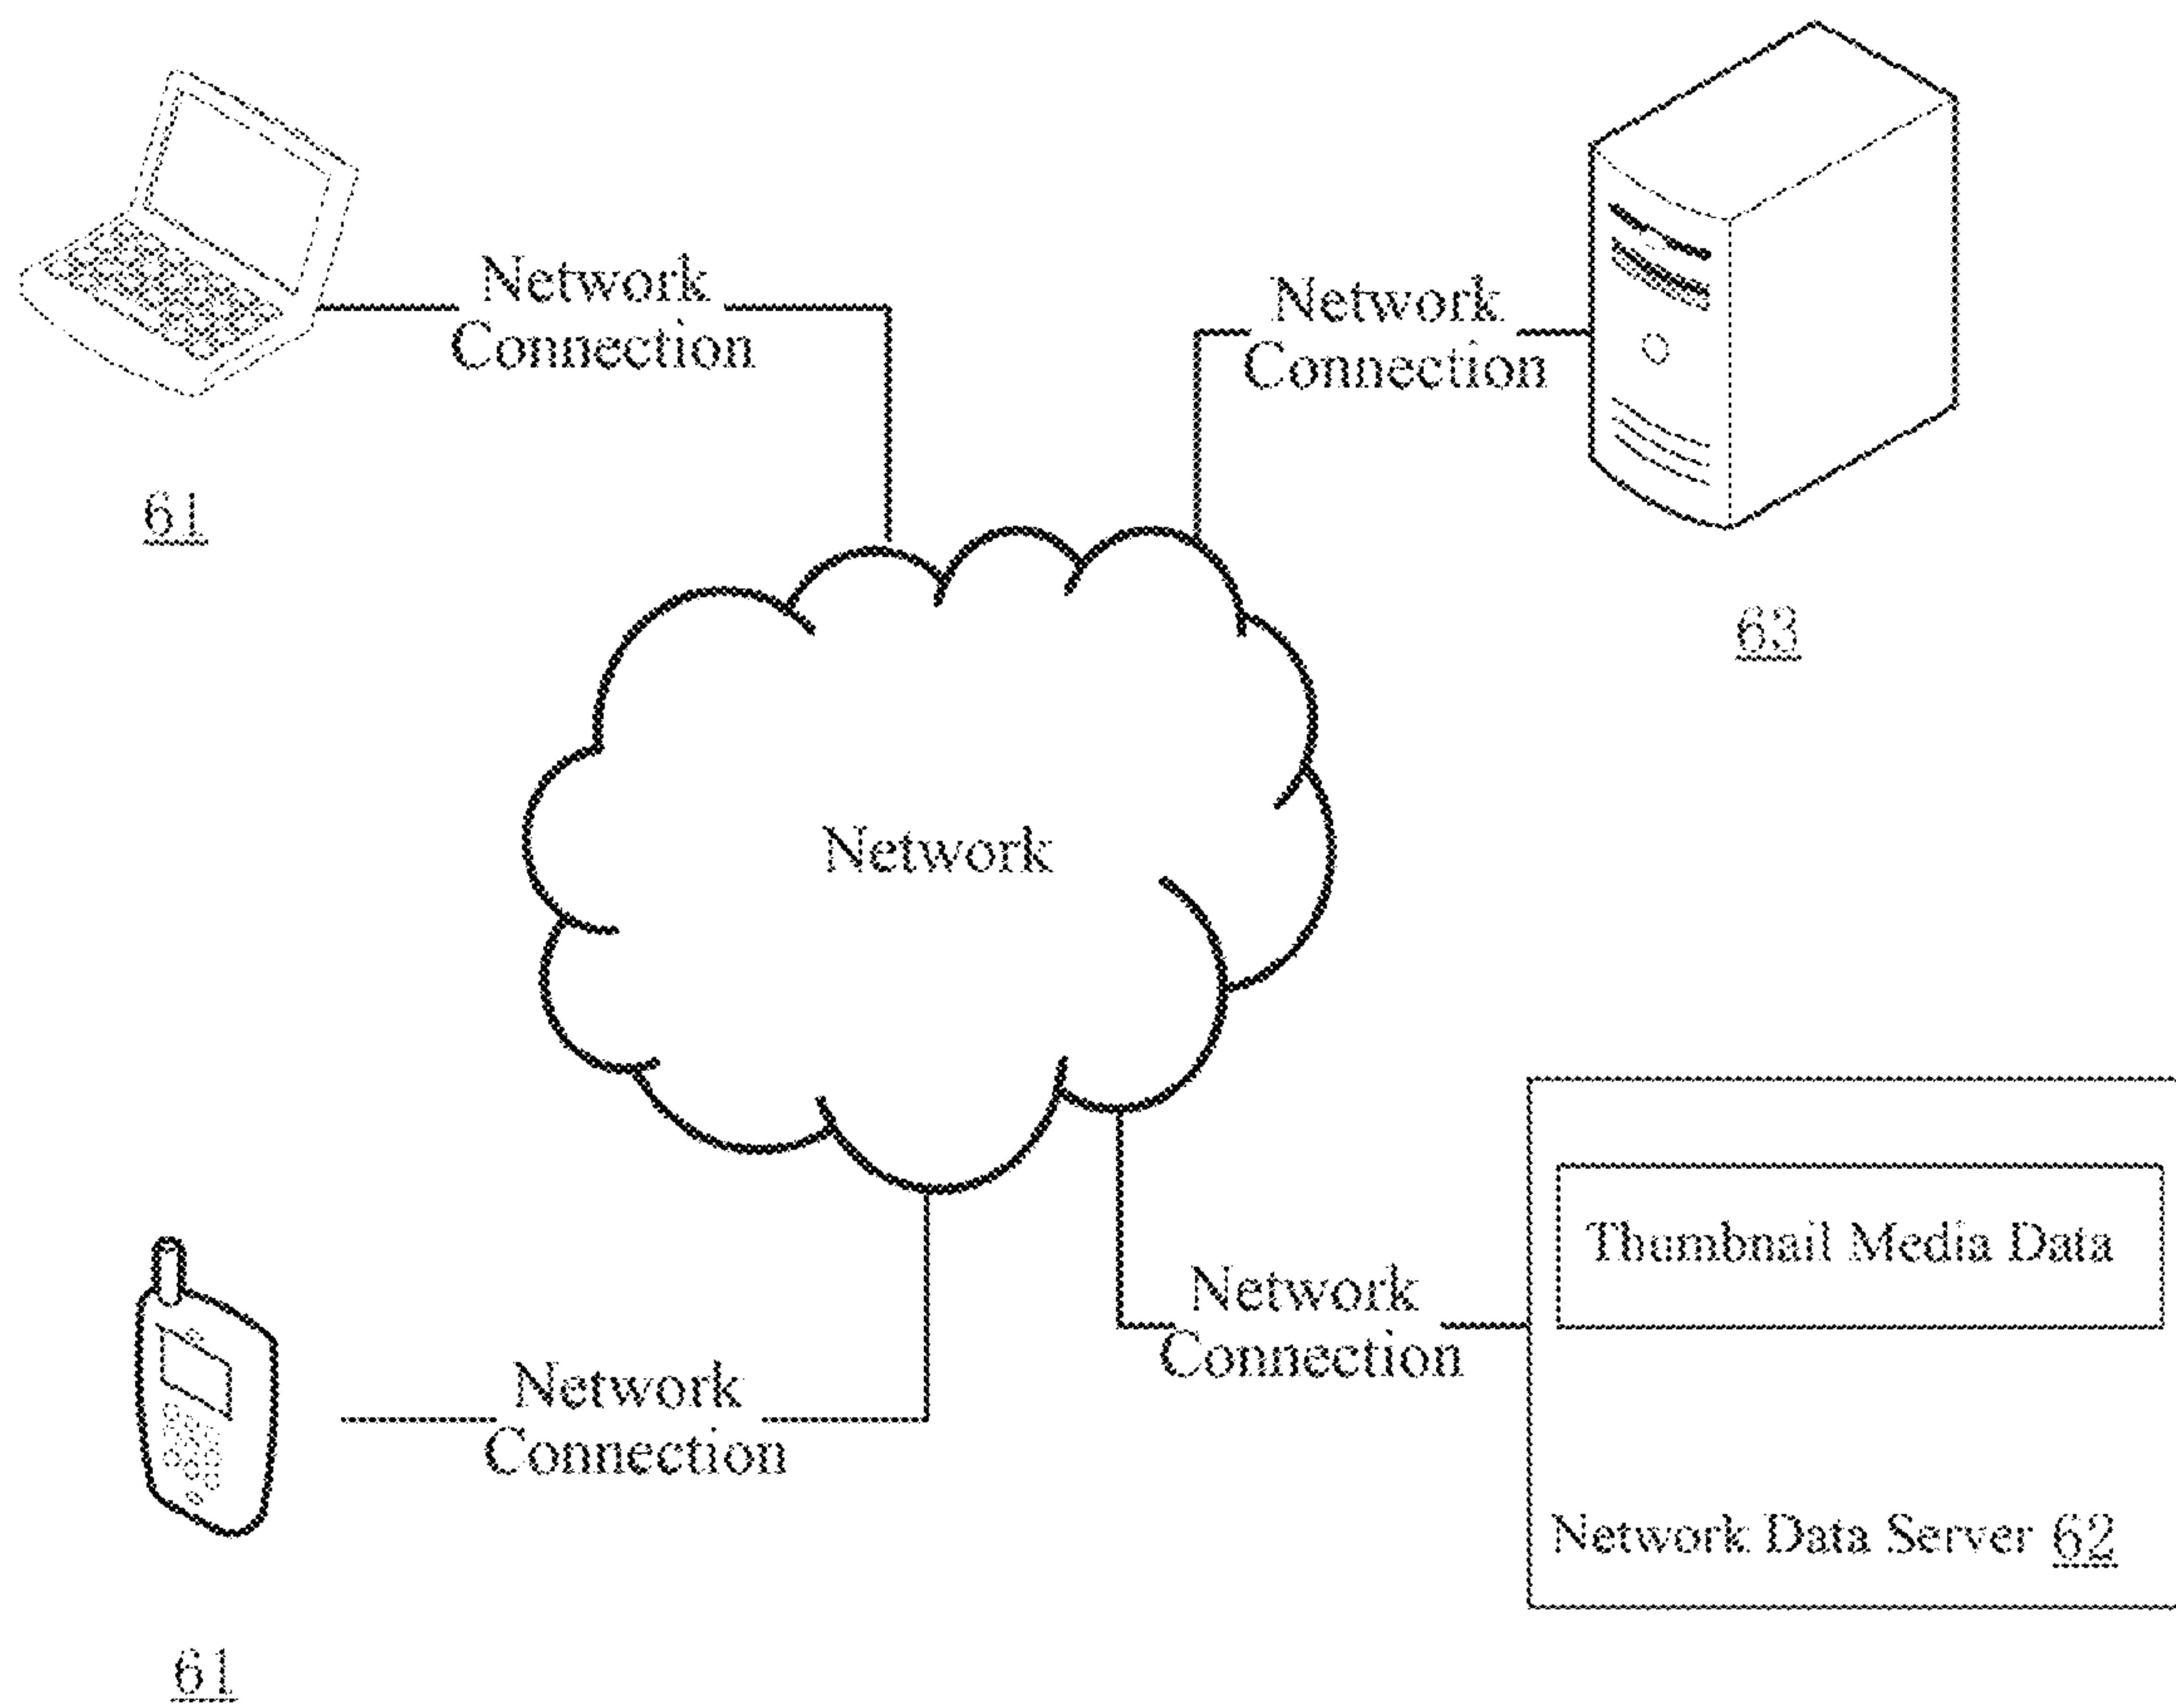 Network
Connection
Network
Connection
61
63
Network
Thumbnail Media Data
Network
Connection
Network
Connection
Network Data Server 62
61